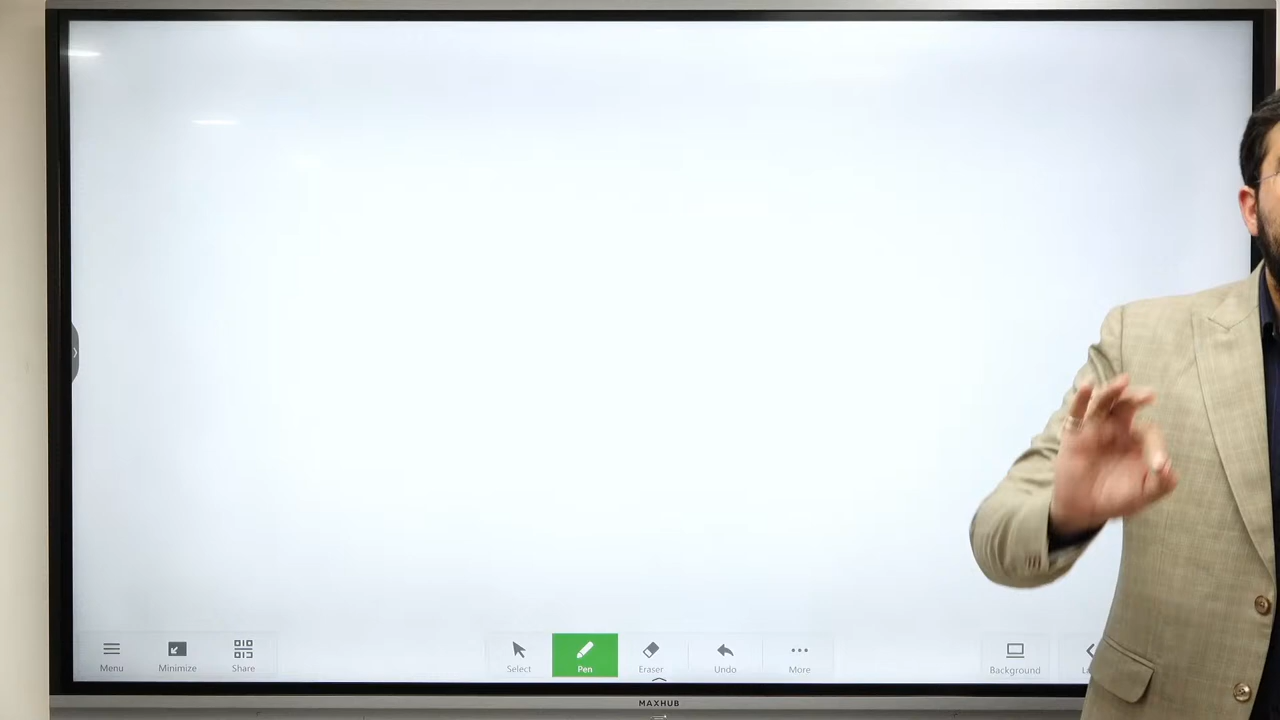 Menu
Minimize
Share
Select
Pen
Eraser
Undo
More
Background
MAXHUB